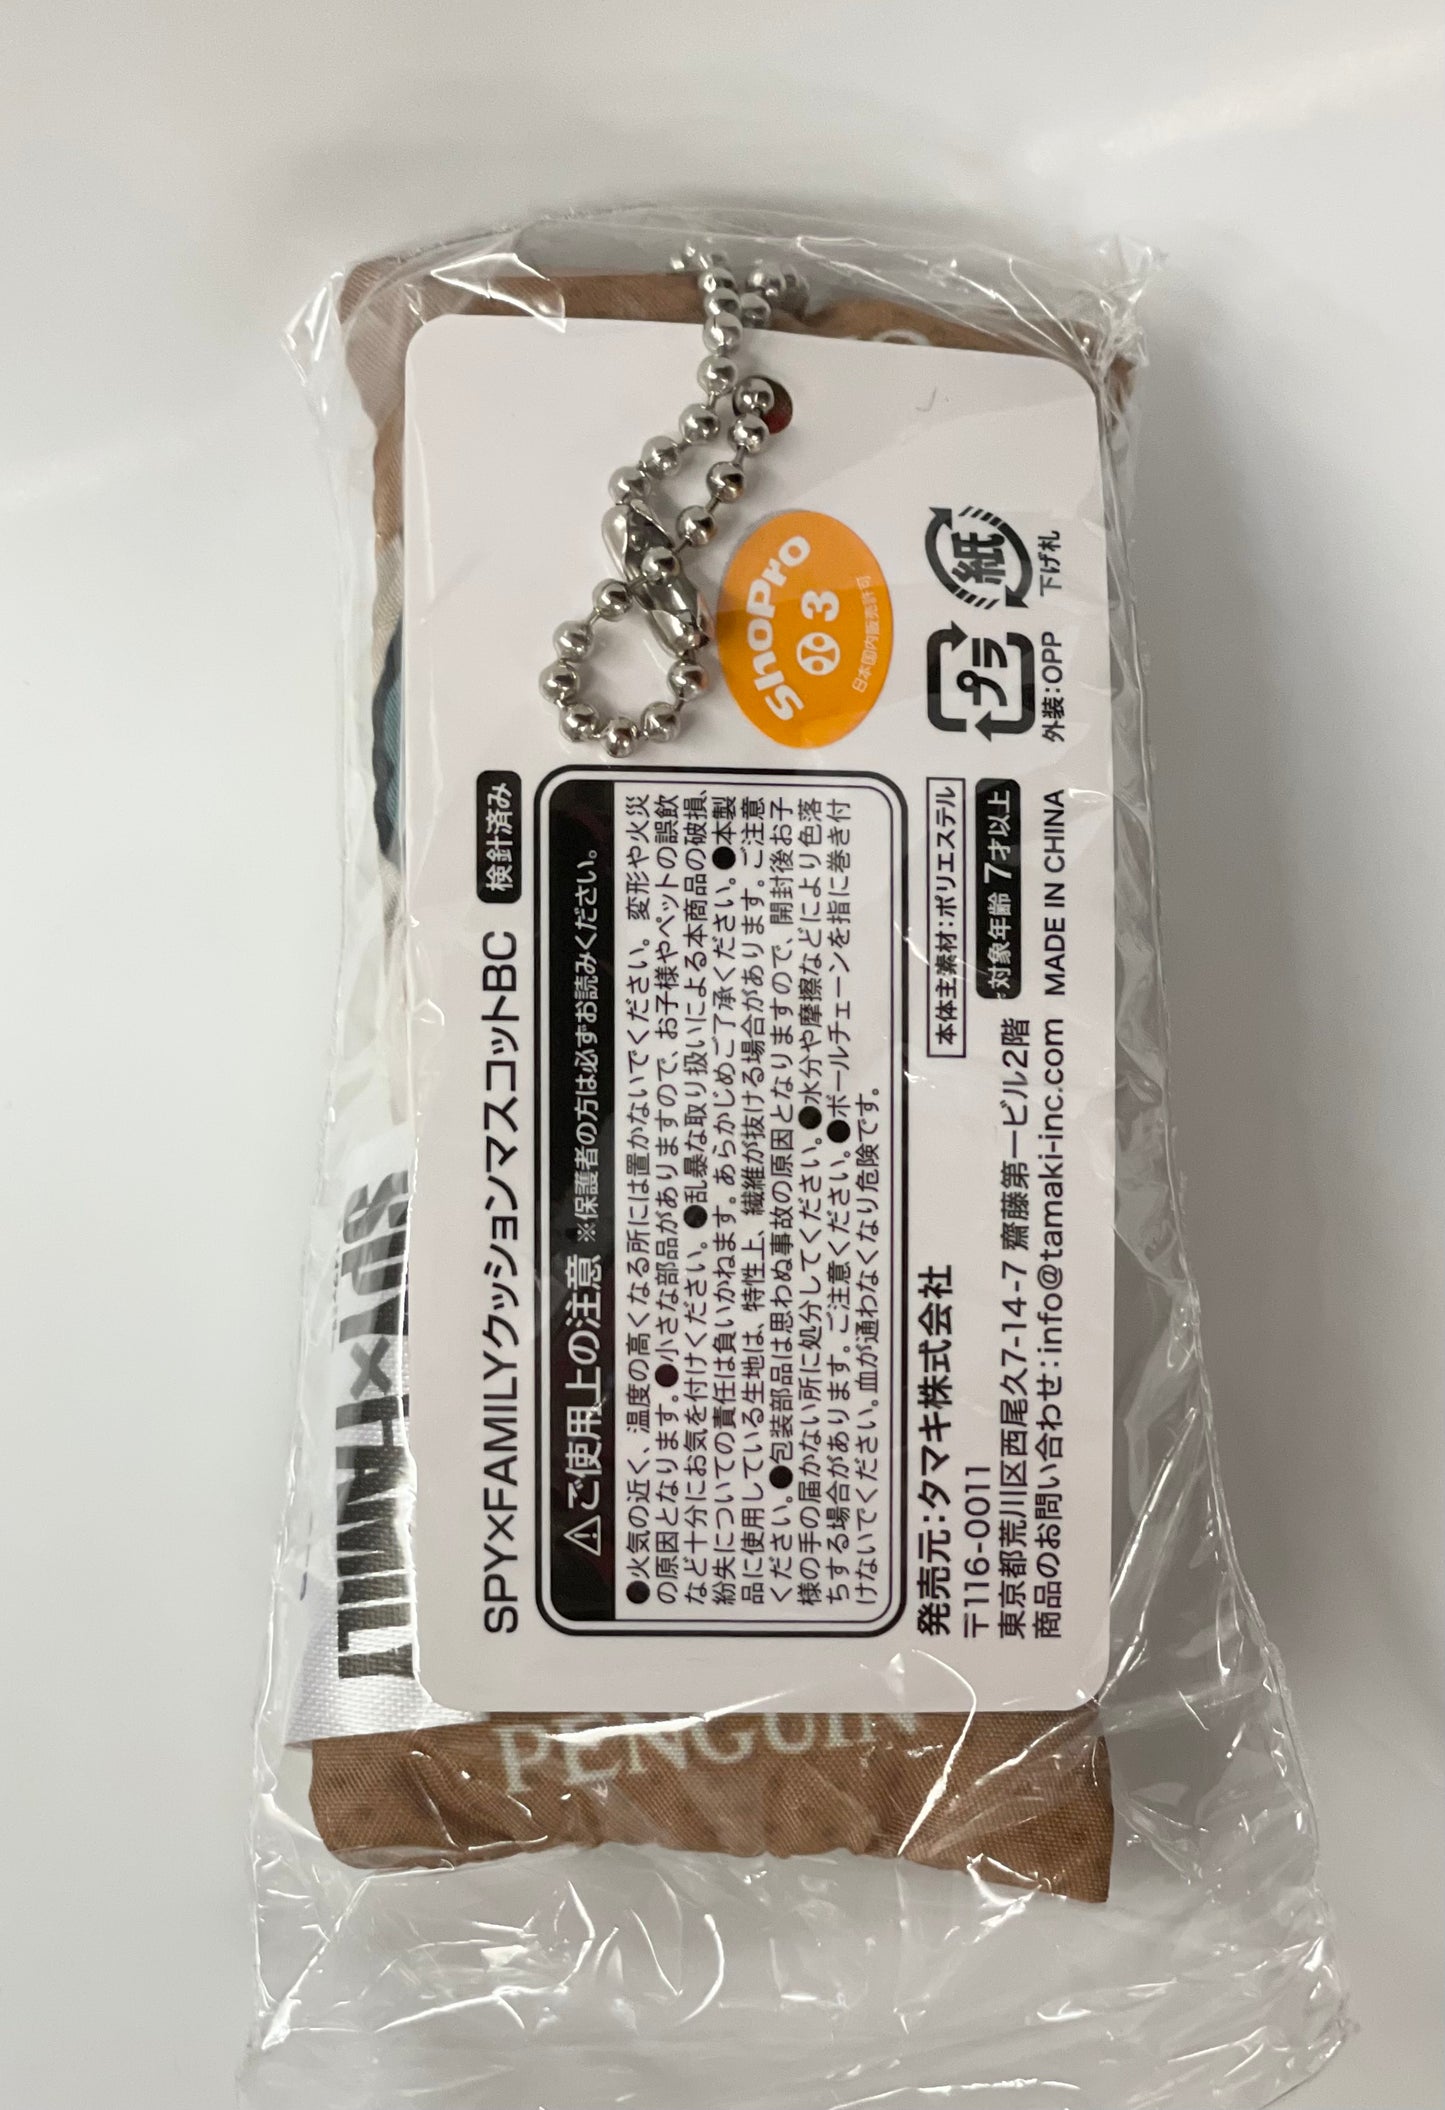 SPY×FAMILYクッションマスコットBC 検針済み
⚠ご使用上の注意 ※保護者の方は必ずお読みください。
●火気の近く、温度の高くなる所には置かないでください。変形や火災
の原因となります。●小さな部品がありますので、お子様やペットの誤飲
など十分にお気を付けください。●乱暴な取り扱いによる本商品の破損、
紛失についての責任は負いかねます。あらかじめご了承ください。●本製
品に使用している生地は、特性上、繊維が抜ける場合があります。ご注意
ください。●包装部品は思わぬ事故の原因となりますので、開封後お子
様の手の届かない所に処分してください。●水分や摩擦などにより色落
ちする場合があります。ご注意ください。●ボールチェーンを指に巻き付
けないでください。血が通わなくなり危険です。
発売元:タマキ株式会社
〒116-0011
東京都荒川区西尾久7-14-7 齋藤第一ビル2階
商品のお問い合わせ:info@tamaki-inc.com
本体主素材:ポリエステル
対象年齢 7才以上
MADE IN CHINA
ShoPro
3
日本国内販売許可
プラ
外装:OPP
紙
下げ札
SPY×FAMILY
PENGUIN